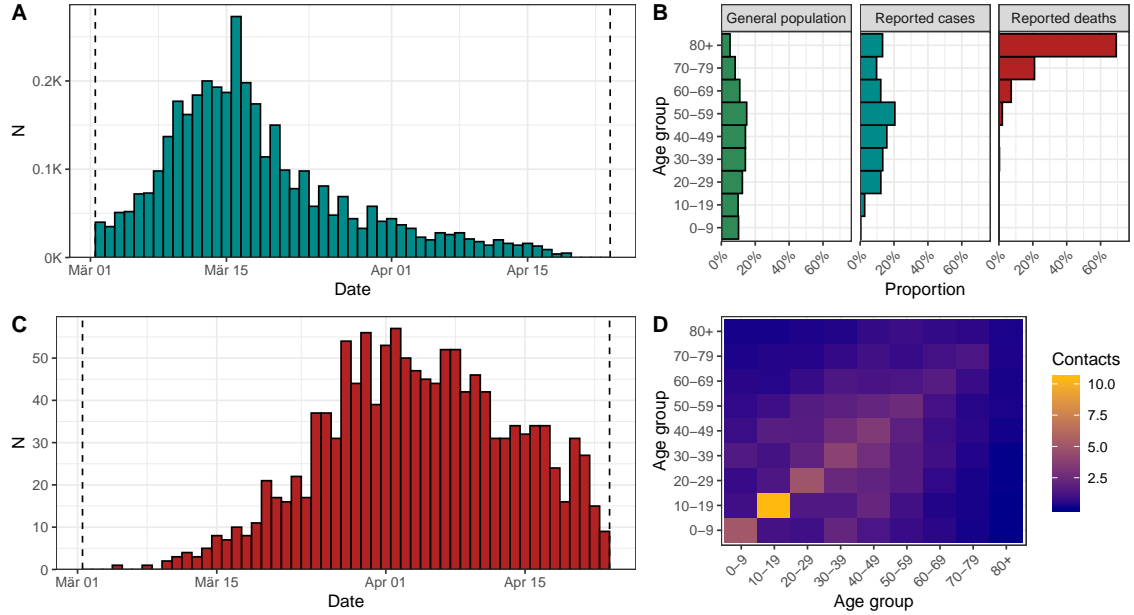 A
N
0.2K
0.1K
0K
Mär 01
Mär 15
Apr 01
Apr 15
Date
B
General population
Reported cases
Reported deaths
Age group
80+
70−79
60−69
50−59
40−49
30−39
20−29
10−19
0−9
0% 20% 40% 60%
0% 20% 40% 60%
0% 20% 40% 60%
Proportion
C
N
50
40
30
20
10
0
Mär 01
Mär 15
Apr 01
Apr 15
Date
D
Age group
80+
70−79
60−69
50−59
40−49
30−39
20−29
10−19
0−9
0−9
10−19
20−29
30−39
40−49
50−59
60−69
70−79
80+
Age group
Contacts
10.0
7.5
5.0
2.5